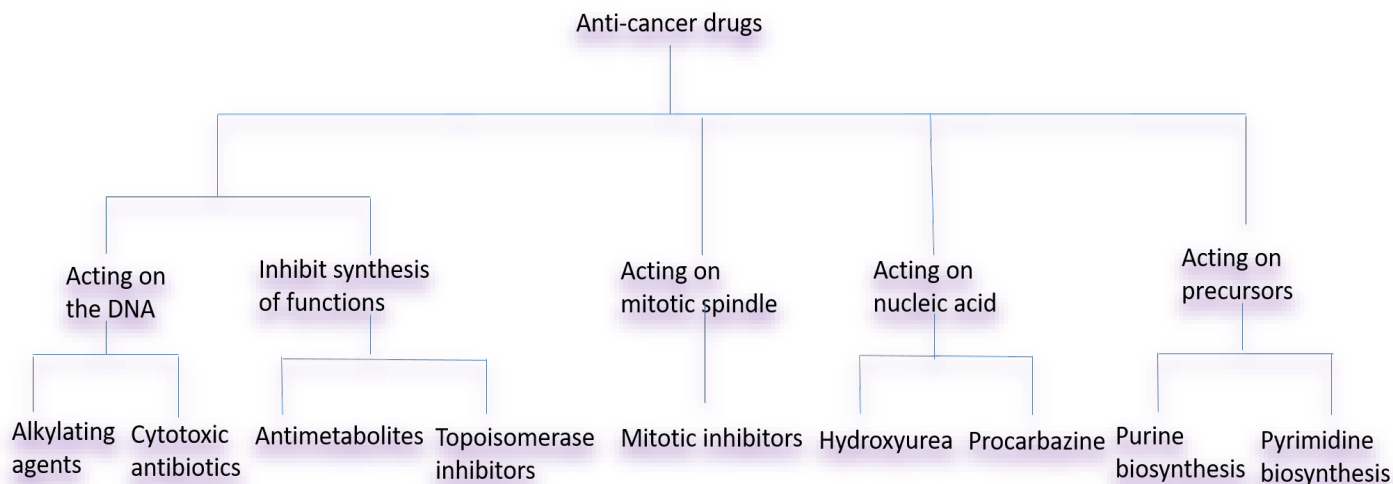 Anti-cancer drugs
Acting on
the DNA
Inhibit synthesis
of functions
Acting on
mitotic spindle
Acting on
nucleic acid
Acting on
precursors
Alkylating
agents
Cytotoxic
antibiotics
Antimetabolites
Topoisomerase
inhibitors
Mitotic inhibitors
Hydroxyurea
Procarbazine
Purine
biosynthesis
Pyrimidine
biosynthesis